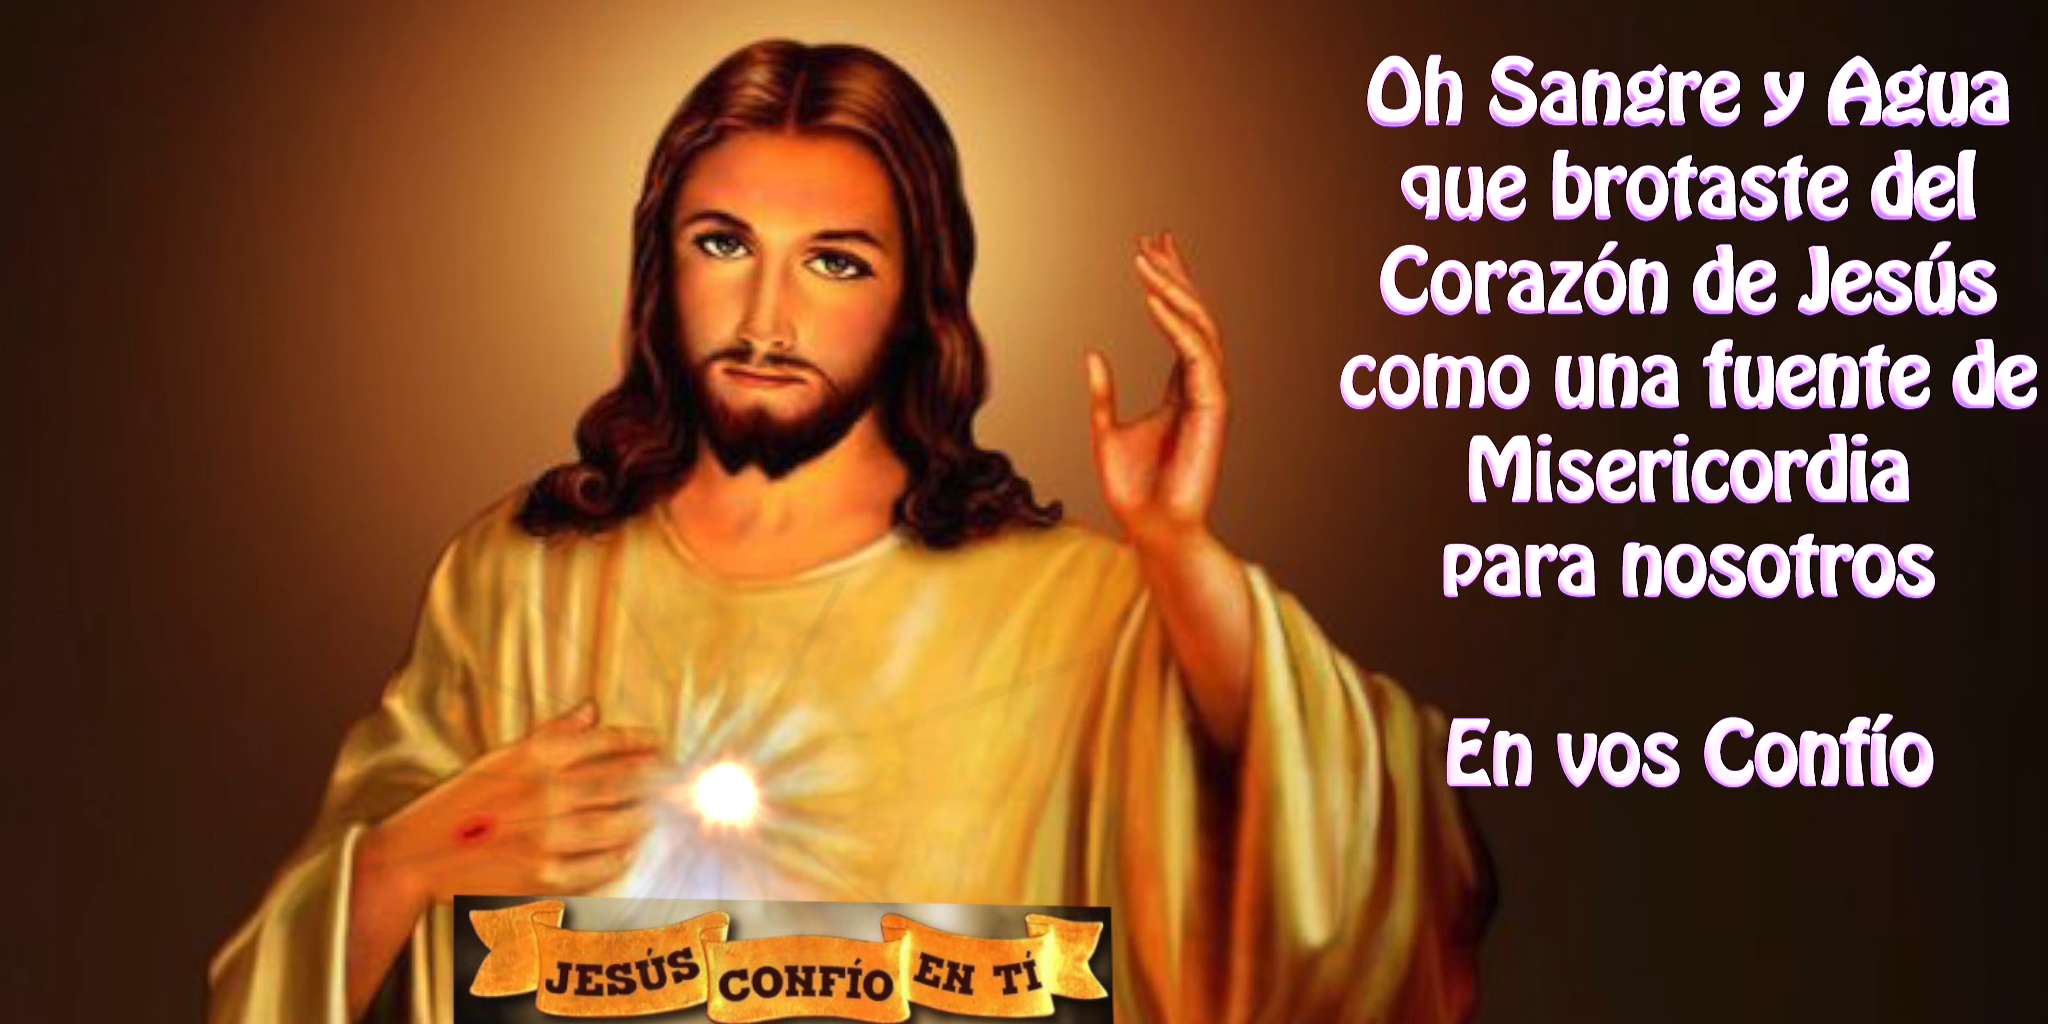 Oh Sangre y Agua
que brotaste del
Corazón de Jesús
como una fuente de
Misericordia
para nosotros
En vos Confío
JESÚS CONFÍO EN TÍ